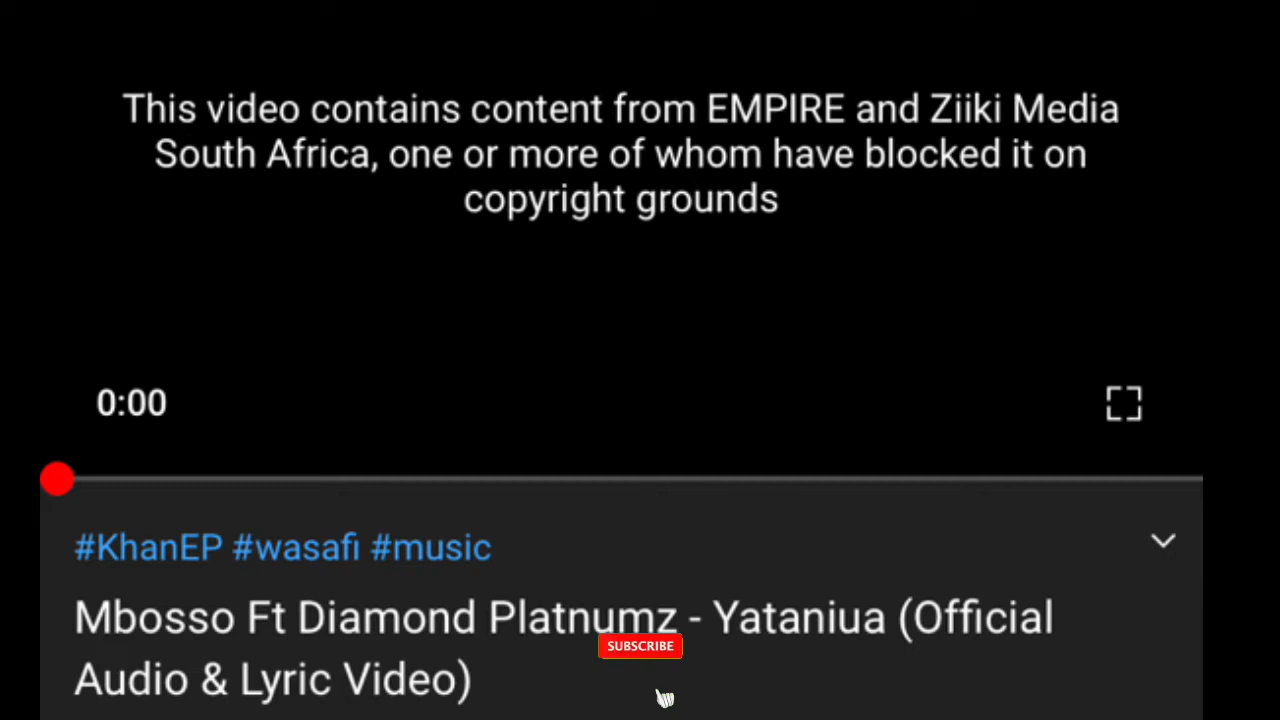 This video contains content from EMPIRE and Ziiki Media
South Africa, one or more of whom have blocked it on
copyright grounds
0:00
#KhanEP #wasafi #music
Mbosso Ft Diamond Platnumz - Yataniua (Official
Audio & Lyric Video)
SUBSCRIBE